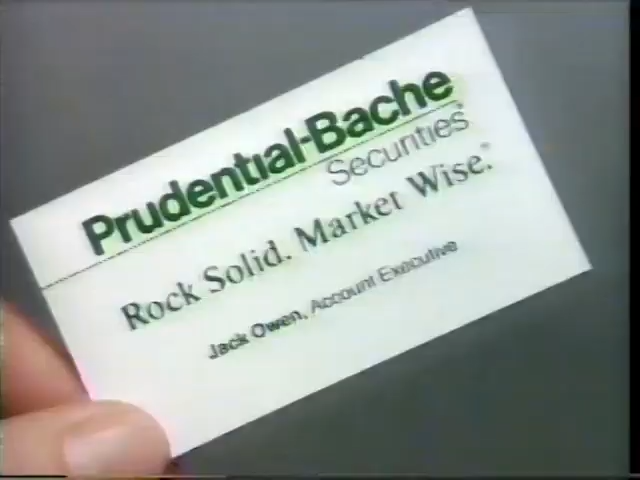 Prudential-Bache
Securities®
Rock Solid. Market Wise.®
Jack Owen, Account Executive